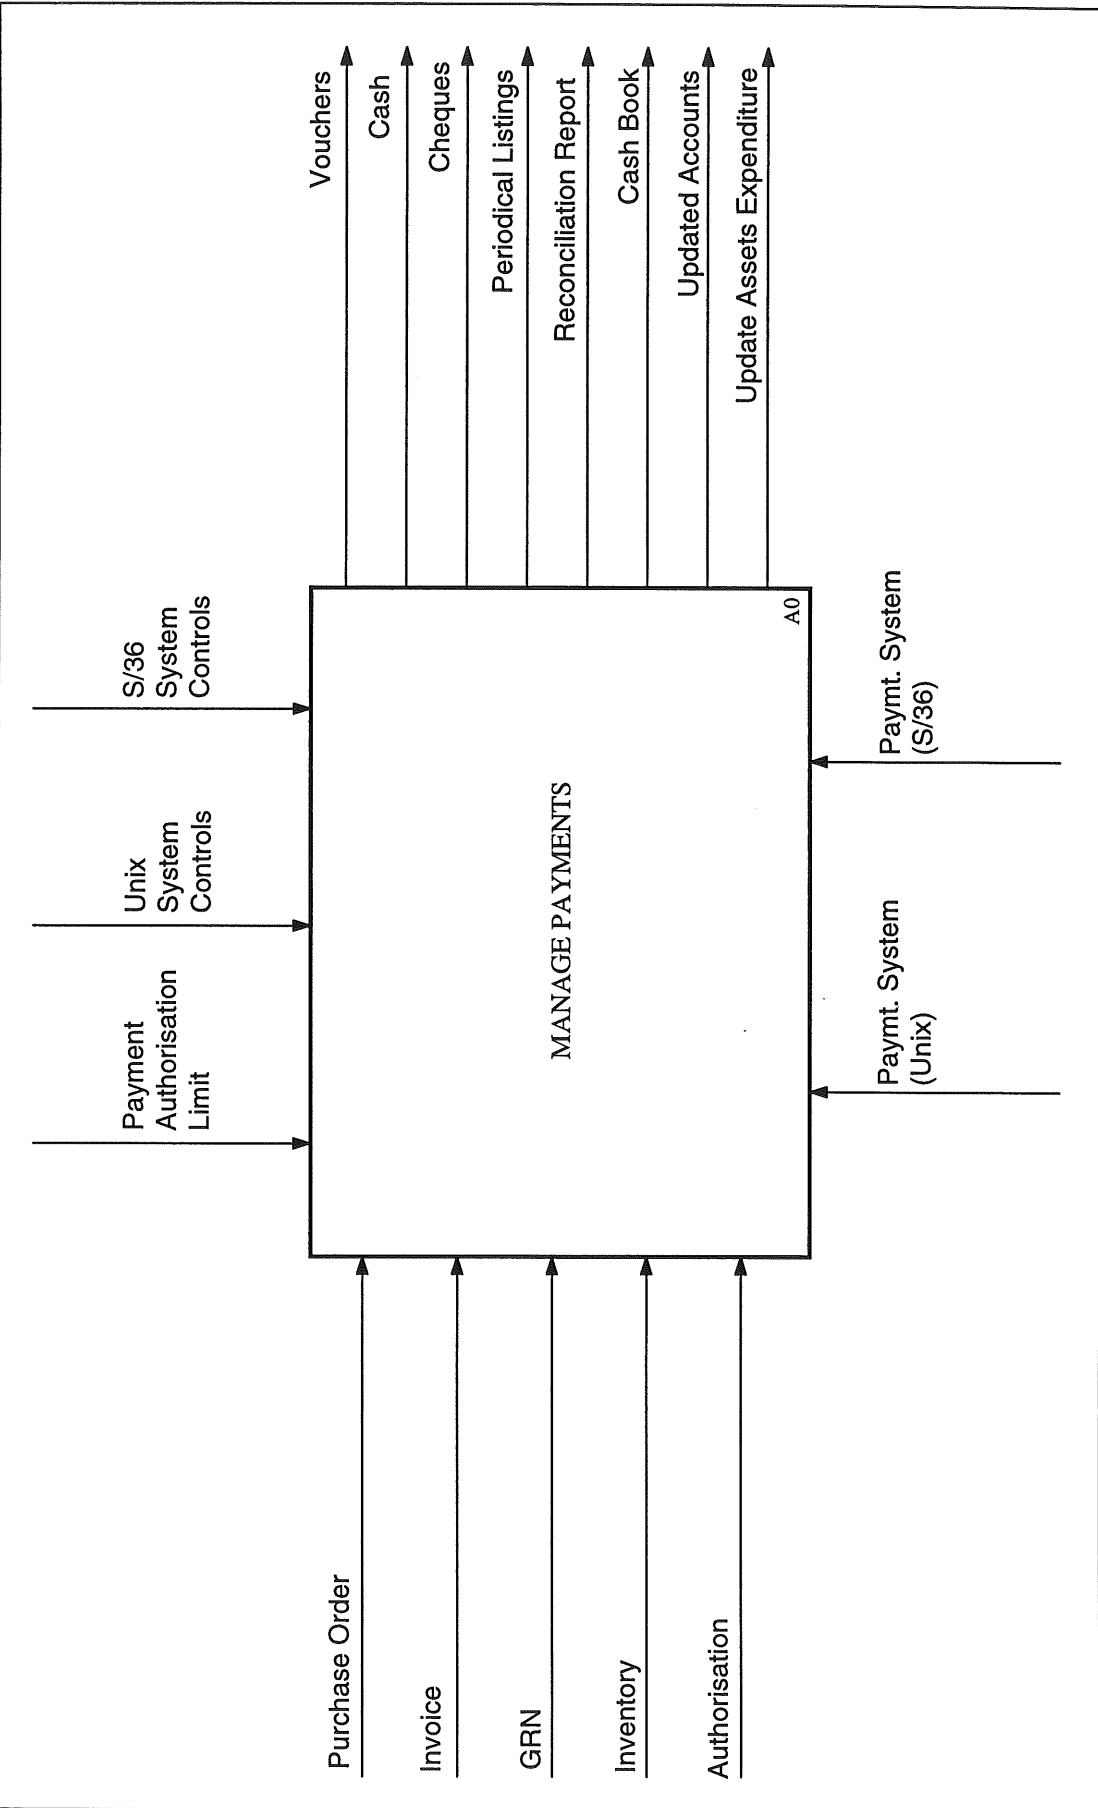 Payment
Authorisation
Limit
Unix
System
Controls
S/36
System
Controls
Purchase Order
Invoice
GRN
Inventory
Authorisation
MANAGE PAYMENTS
A0
Vouchers
Cash
Cheques
Periodical Listings
Reconciliation Report
Cash Book
Updated Accounts
Update Assets Expenditure
Paymt. System
(Unix)
Paymt. System
(S/36)